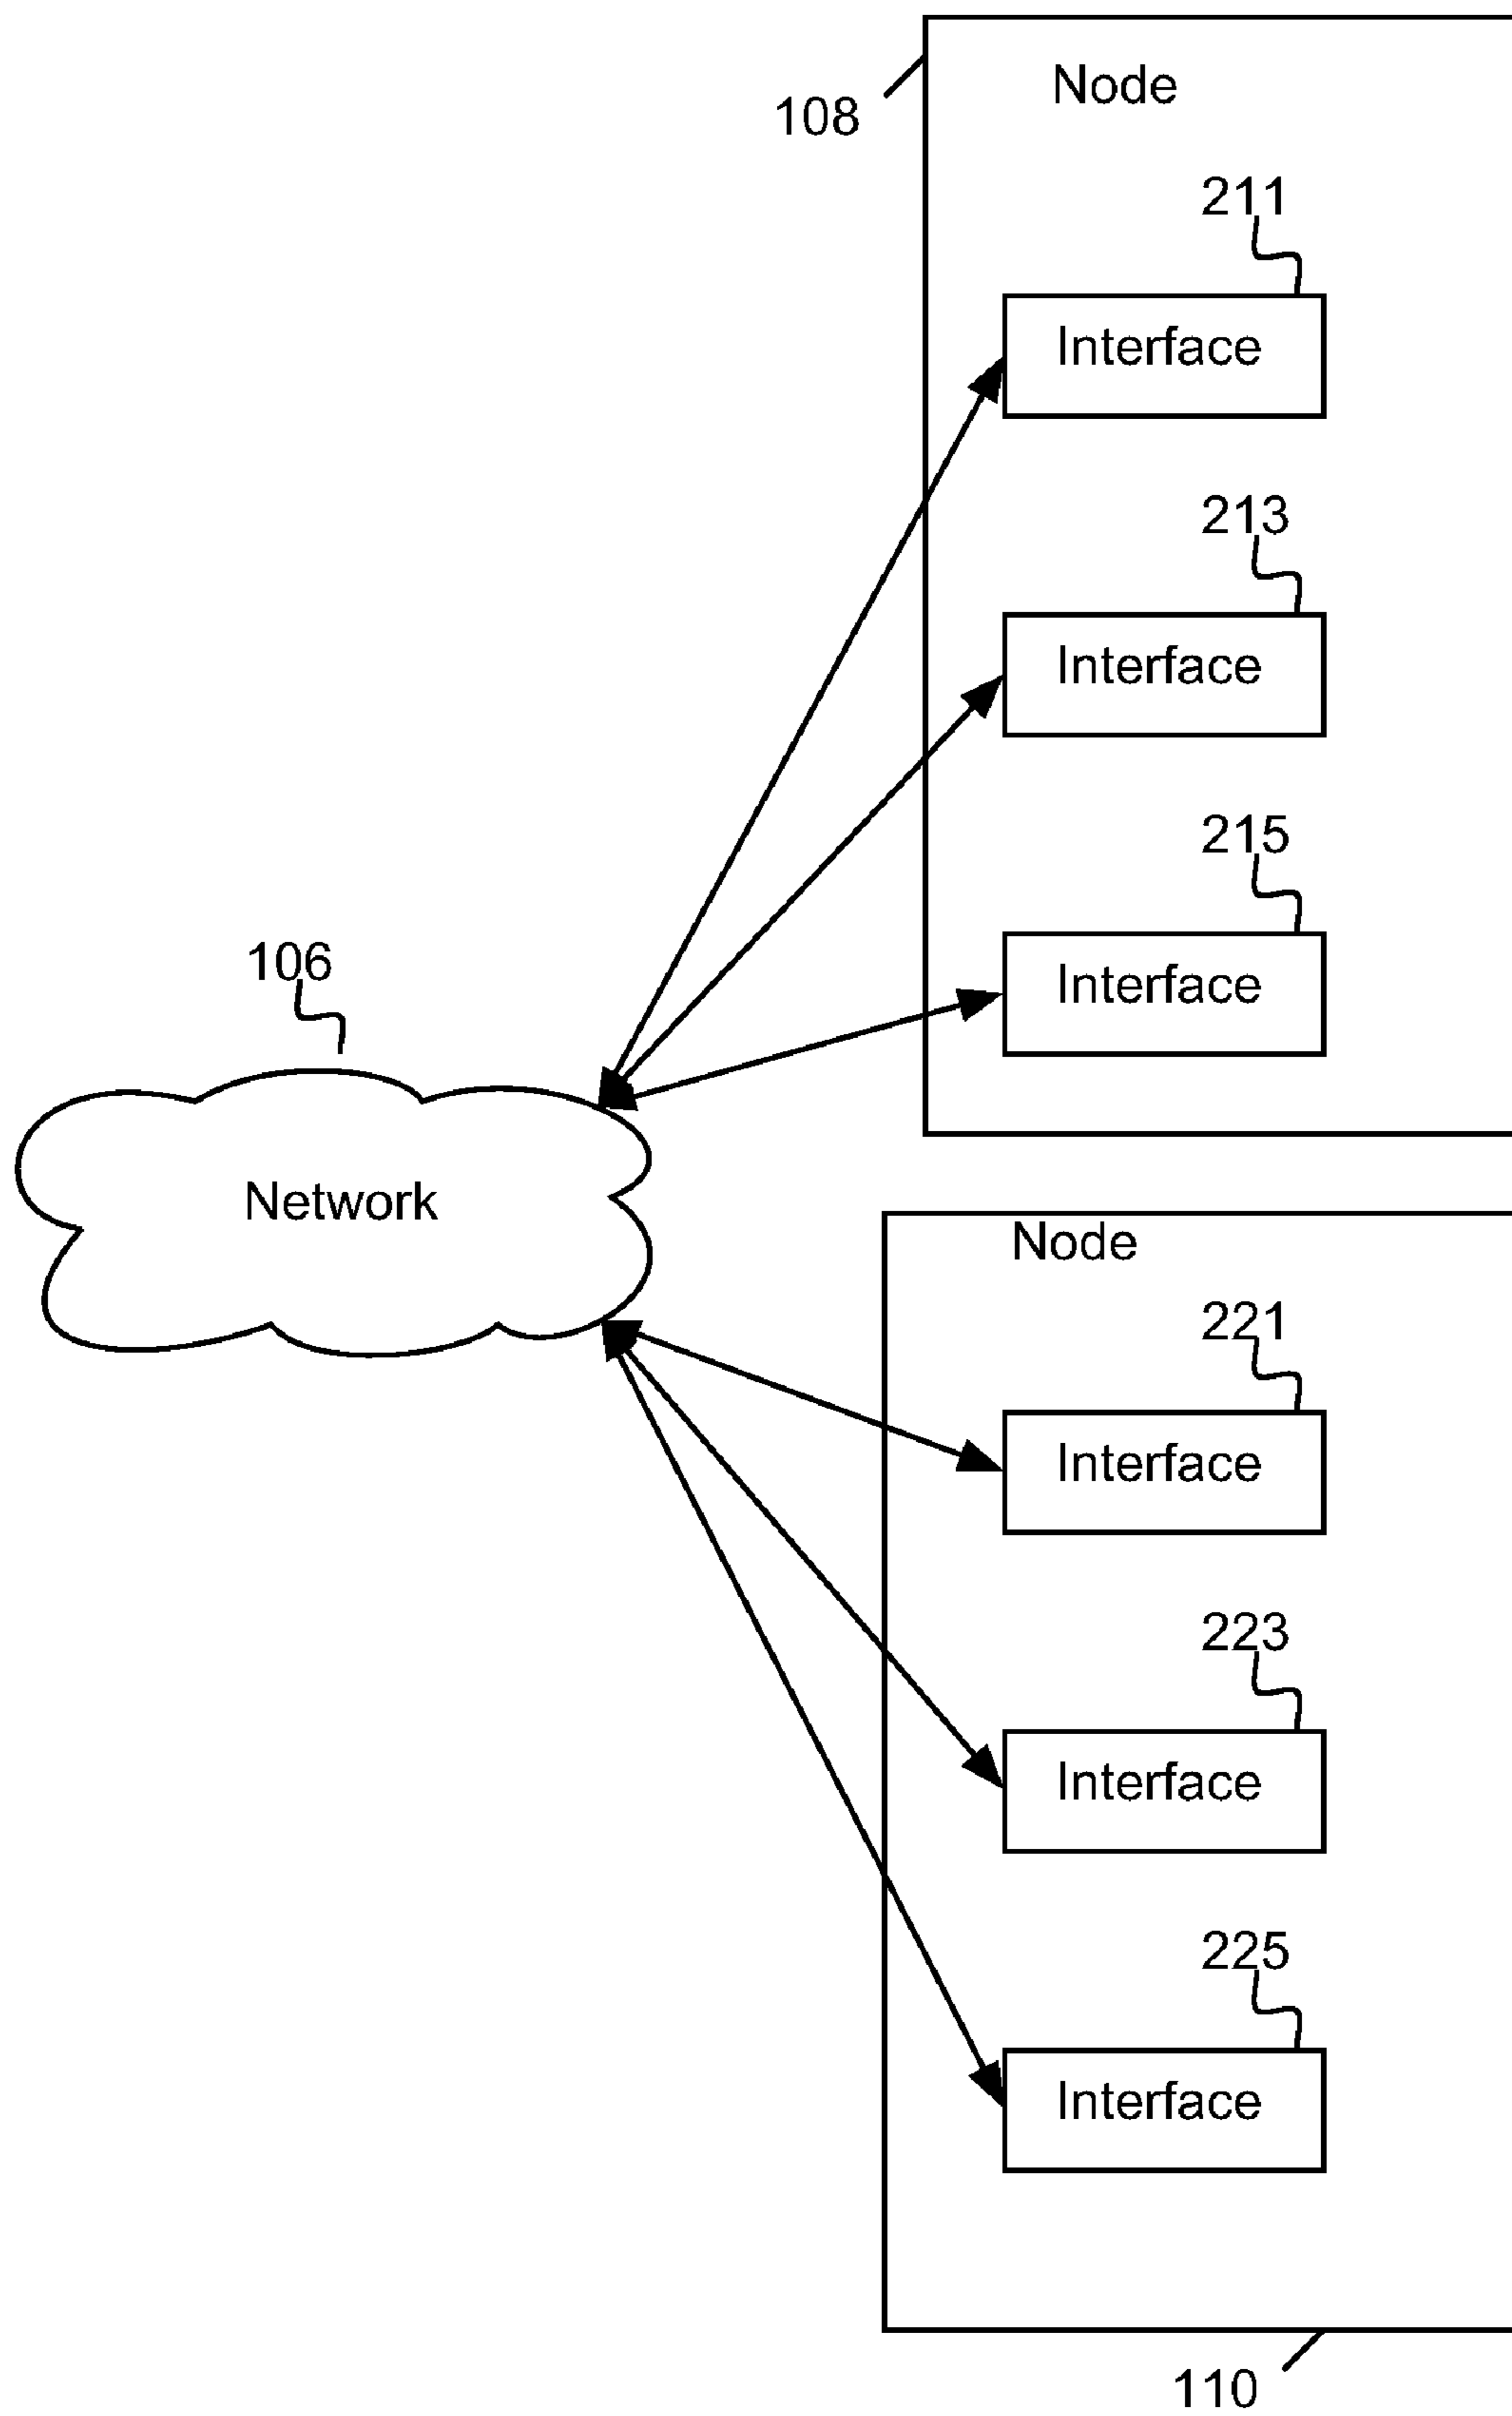 Node
108
211
Interface
213
Interface
215
Interface
106
Network
Node
221
Interface
223
Interface
225
Interface
110